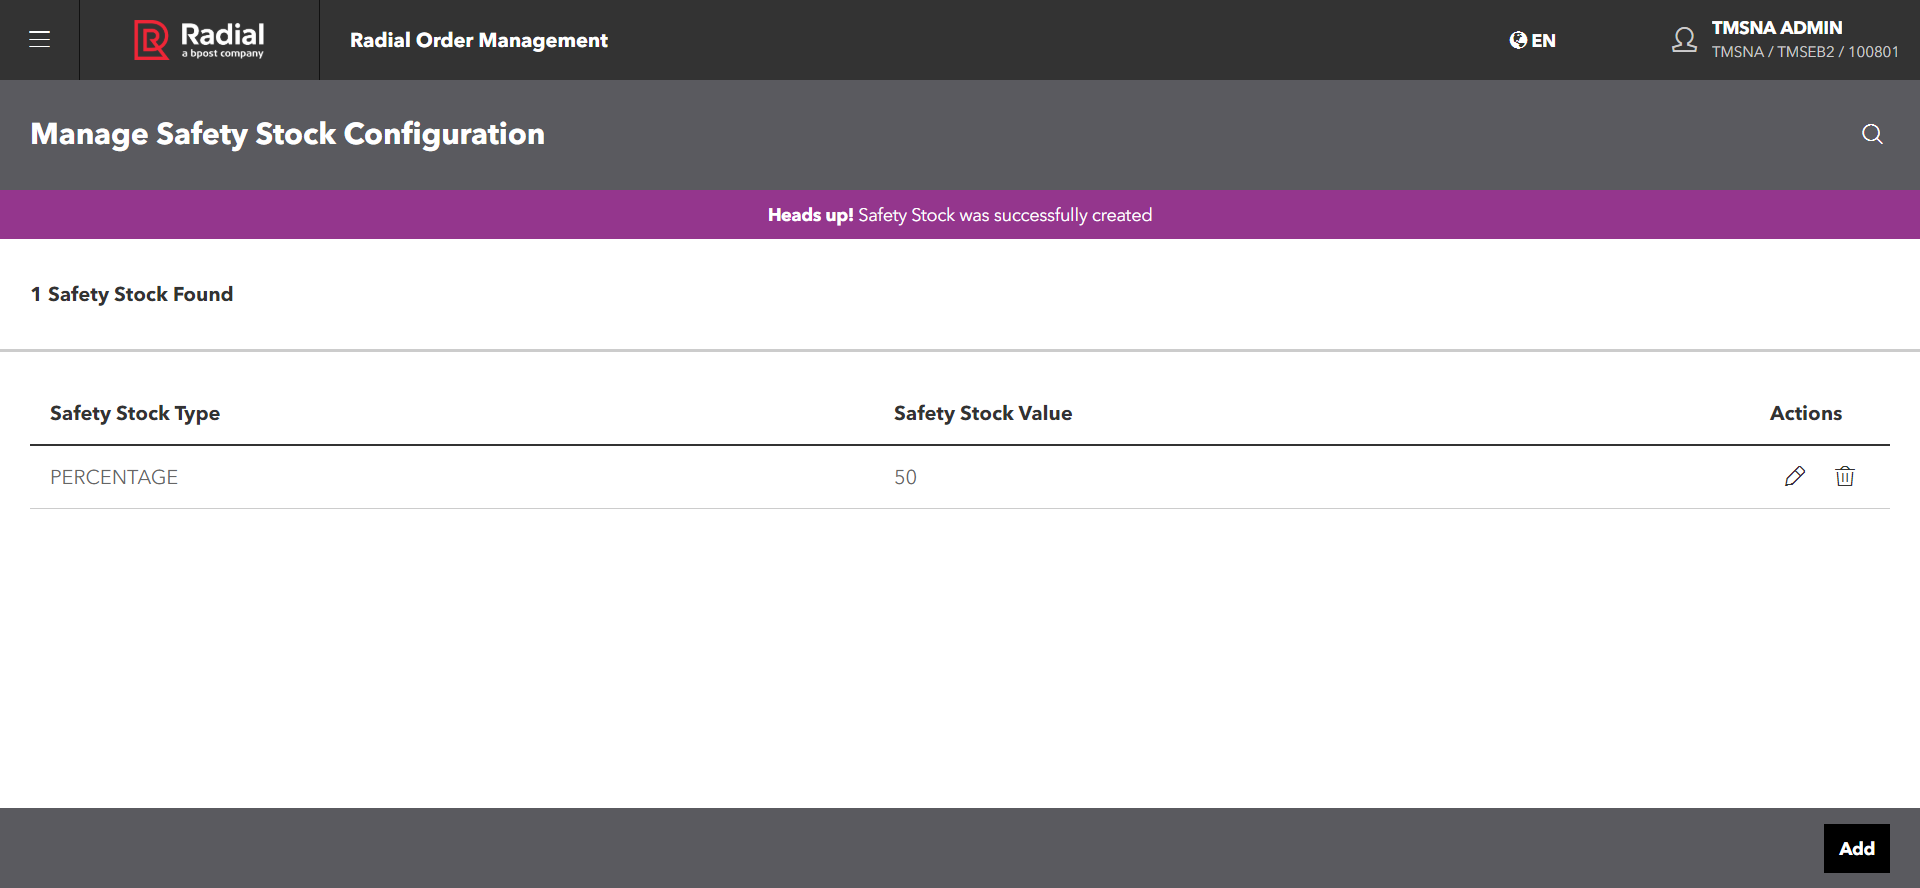 Radial
a bpost company
Radial Order Management
EN
TMSNA ADMIN
TMSNA / TMSEB2 / 100801
Manage Safety Stock Configuration
Heads up! Safety Stock was successfully created
1 Safety Stock Found
Safety Stock Type Safety Stock Value Actions
PERCENTAGE 50
Add